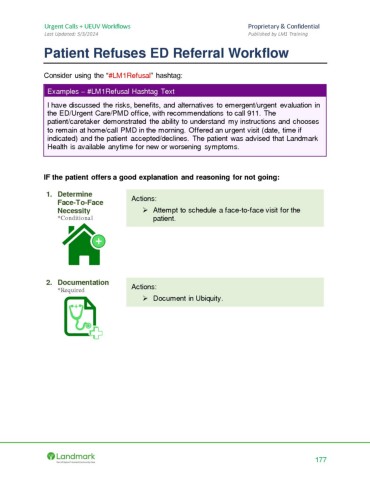 Urgent Calls + UEUV Workflows Proprietary & Confidential
Last Updated: 5/3/2024 Published by LM1 Training
Patient Refuses ED Referral Workflow
Consider using the “#LM1Refusal” hashtag:
Examples – #LM1Refusal Hashtag Text
I have discussed the risks, benefits, and alternatives to emergent/urgent evaluation in
the ED/Urgent Care/PMD office, with recommendations to call 911. The
patient/caretaker demonstrated the ability to understand my instructions and chooses
to remain at home/call PMD in the morning. Offered an urgent visit (date, time if
indicated) and the patient accepted/declines. The patient was advised that Landmark
Health is available anytime for new or worsening symptoms.
IF the patient offers a good explanation and reasoning for not going:
1. Determine
Face-To-Face
Necessity
*Conditional
Actions:
➢ Attempt to schedule a face-to-face visit for the
patient.
2. Documentation
*Required
Actions:
➢ Document in Ubiquity.
Landmark
177